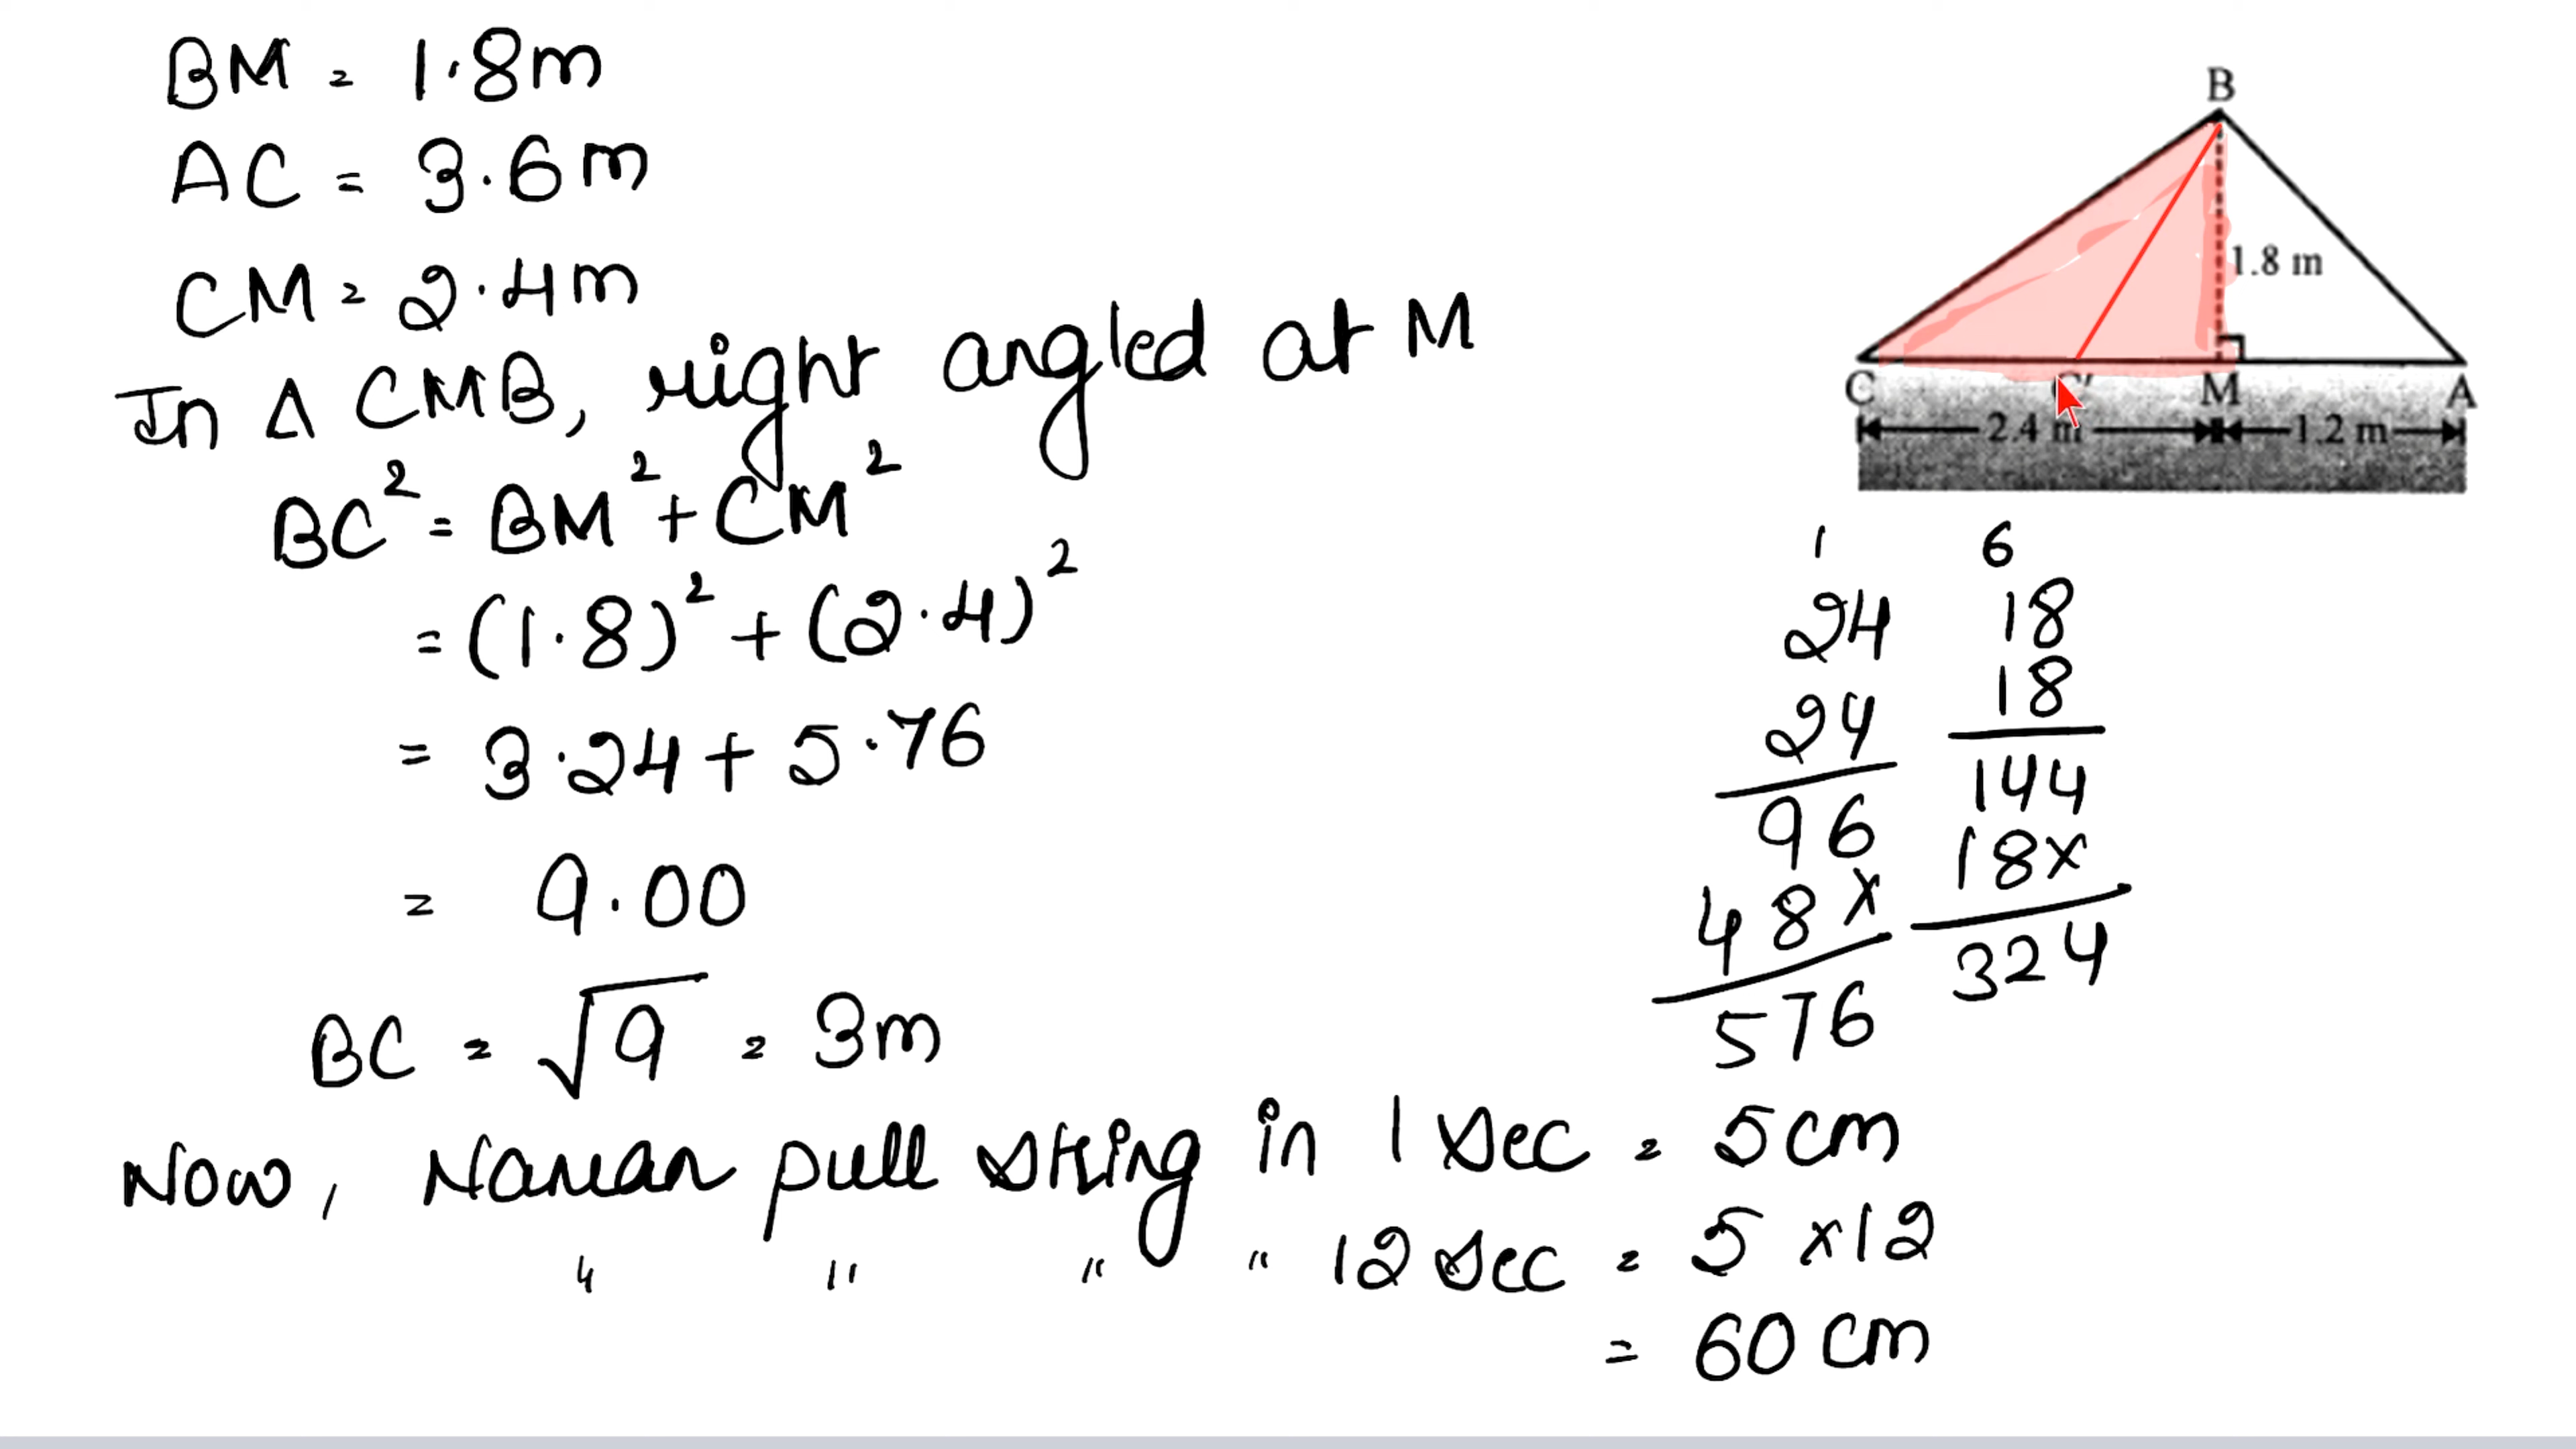 BM = 1.8m
AC = 3.6m
CM = 2.4m
In Δ CMB, right angled at M
BC² = BM² + CM²
= (1.8)² + (2.4)²
= 3.24 + 5.76
= 9.00
BC = √9 = 3m
Now, Naman pull string in 1 sec = 5cm
" " " " 12 sec = 5 ×12
= 60 cm
B
1.8 m
C C' M A
2.4 m 1.2 m
1 6
24 18
24 18
96 144
48× 18×
576 324